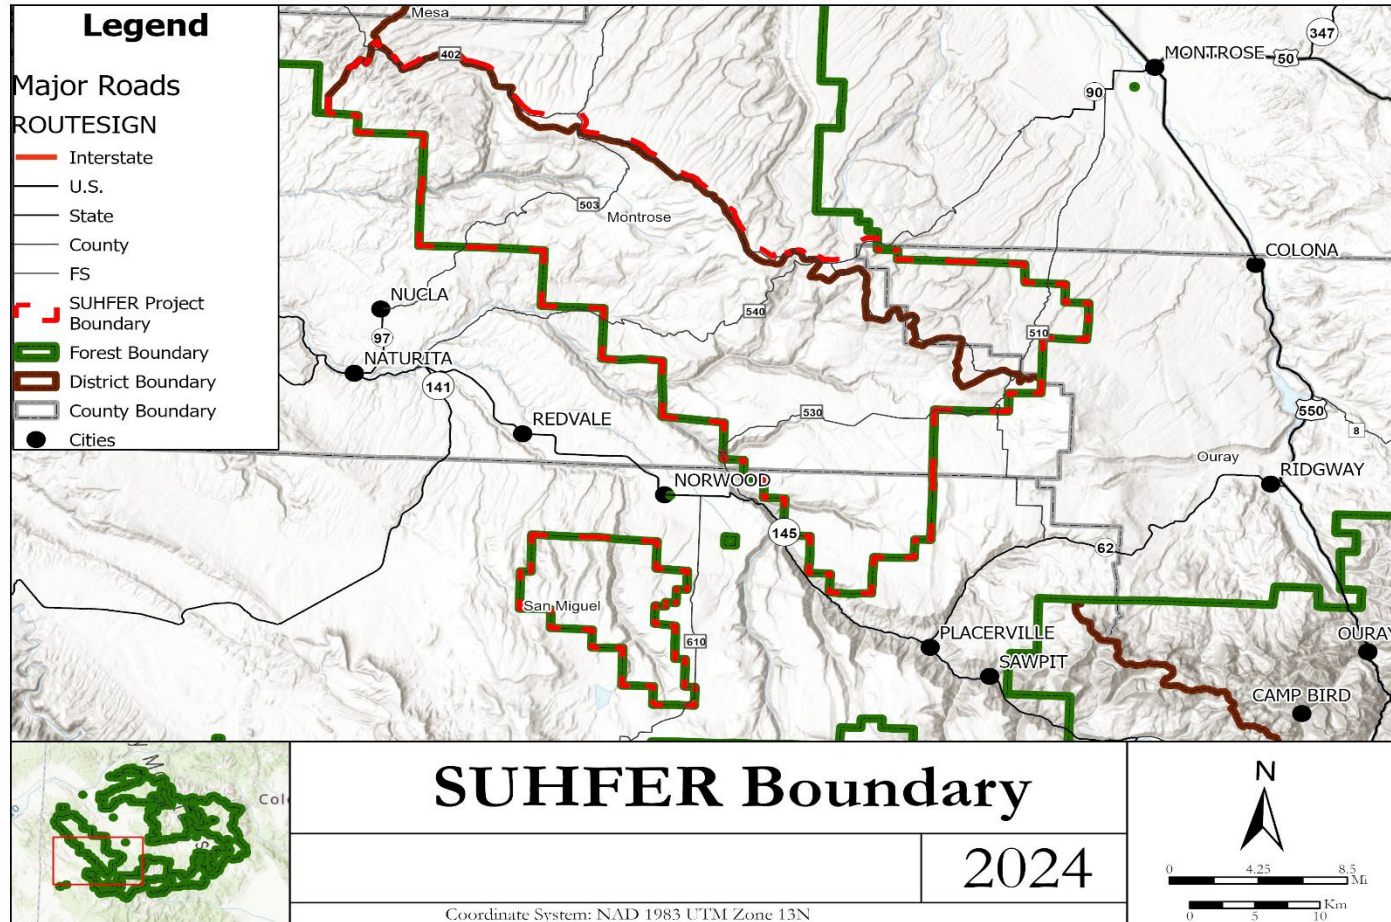 Legend
Major Roads
ROUTESIGN
Interstate
U.S.
State
County
FS
SUHFER Project
Boundary
Forest Boundary
District Boundary
County Boundary
Cities
Mesa
402
347
MONTROSE
50
90
503
Montrose
COLONA
NUCLA
540
97
510
NATURITA
141
REDVALE
530
550
8
Ouray
RIDGWAY
NORWOOD
145
62
San Miguel
610
PLACERVILLE
OURAY
SAWPIT
CAMP BIRD
Colo
SUHFER Boundary
2024
Coordinate System: NAD 1983 UTM Zone 13N
N
0 4.25 8.5
Mi
Km
0 5 10